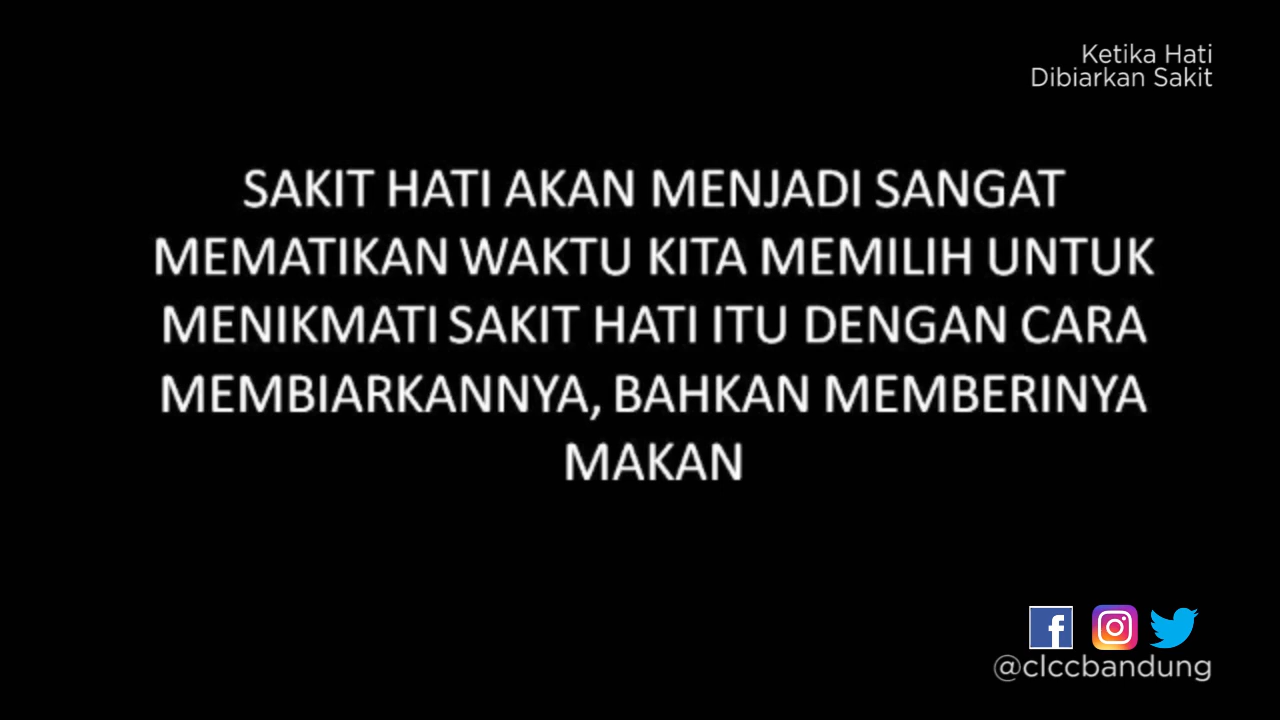 Ketika Hati
Dibiarkan Sakit
SAKIT HATI AKAN MENJADI SANGAT
MEMATIKAN WAKTU KITA MEMILIH UNTUK
MENIKMATI SAKIT HATI ITU DENGAN CARA
MEMBIARKANNYA, BAHKAN MEMBERINYA
MAKAN
@clccbandung